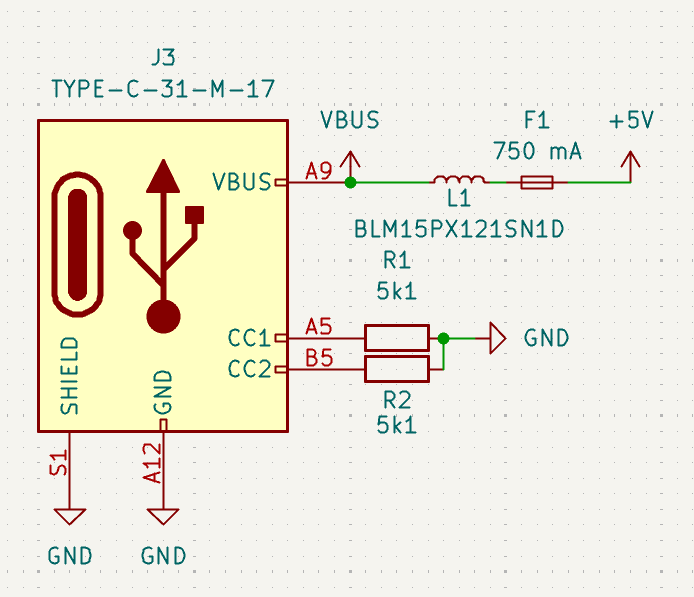 J3
TYPE-C-31-M-17
VBUS
F1
+5V
750 mA
VBUS
A9
L1
BLM15PX121SN1D
R1
5k1
CC1
A5
GND
CC2
B5
R2
5k1
SHIELD
GND
S1
A12
GND
GND